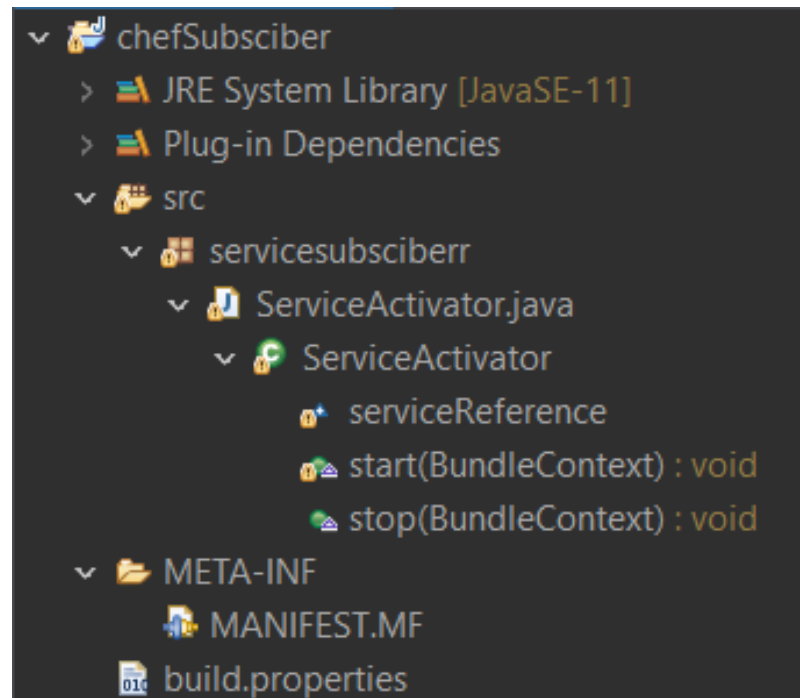 chefSubsciber
JRE System Library [JavaSE-11]
Plug-in Dependencies
src
servicesubsciberr
ServiceActivator.java
ServiceActivator
serviceReference
start(BundleContext) : void
stop(BundleContext) : void
META-INF
MANIFEST.MF
build.properties